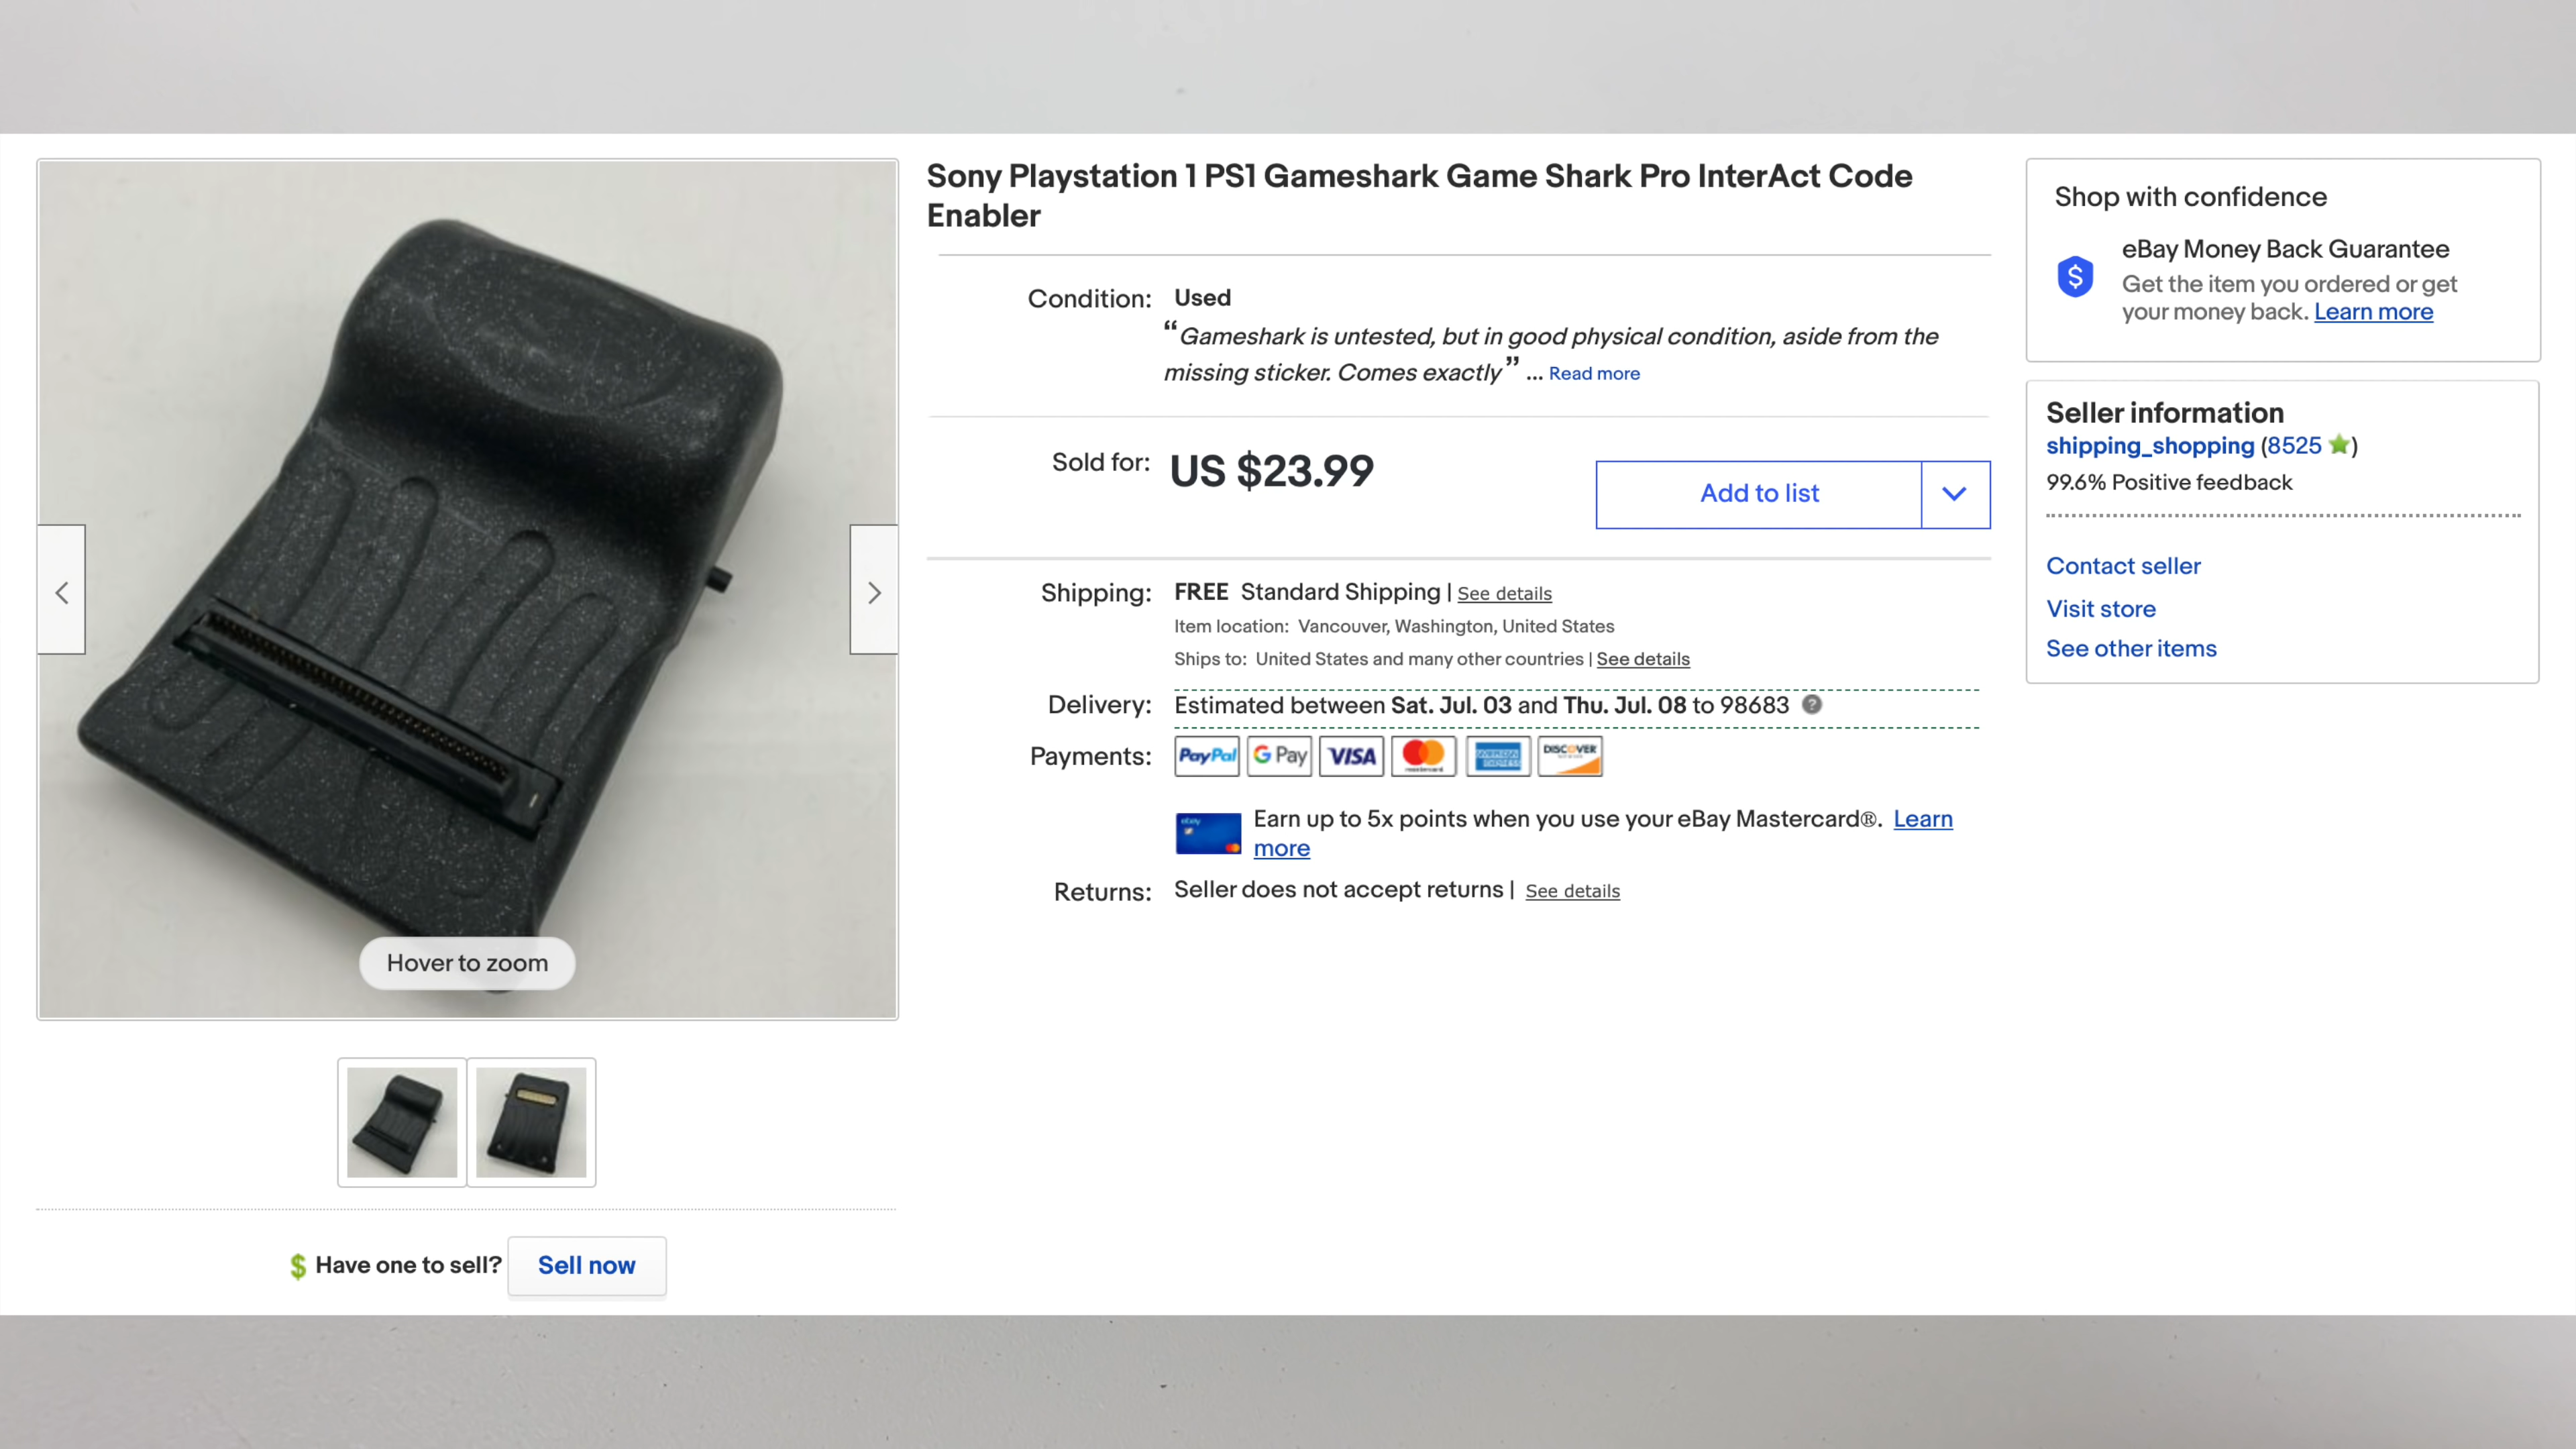 Sony Playstation 1 PS1 Gameshark Game Shark Pro InterAct Code
Enabler
Condition: Used
“Gameshark is untested, but in good physical condition, aside from the
missing sticker. Comes exactly” ... Read more
Sold for: US $23.99
Add to list
Shipping: FREE Standard Shipping | See details
Item location: Vancouver, Washington, United States
Ships to: United States and many other countries | See details
Delivery: Estimated between Sat. Jul. 03 and Thu. Jul. 08 to 98683 ?
Payments: PayPal G Pay VISA mastercard AMERICAN EXPRESS DISCOVER
ebay
Earn up to 5x points when you use your eBay Mastercard®. Learn
more
Returns: Seller does not accept returns | See details
Hover to zoom
$ Have one to sell? Sell now
Shop with confidence
$
eBay Money Back Guarantee
Get the item you ordered or get
your money back. Learn more
Seller information
shipping_shopping (8525)
99.6% Positive feedback
Contact seller
Visit store
See other items